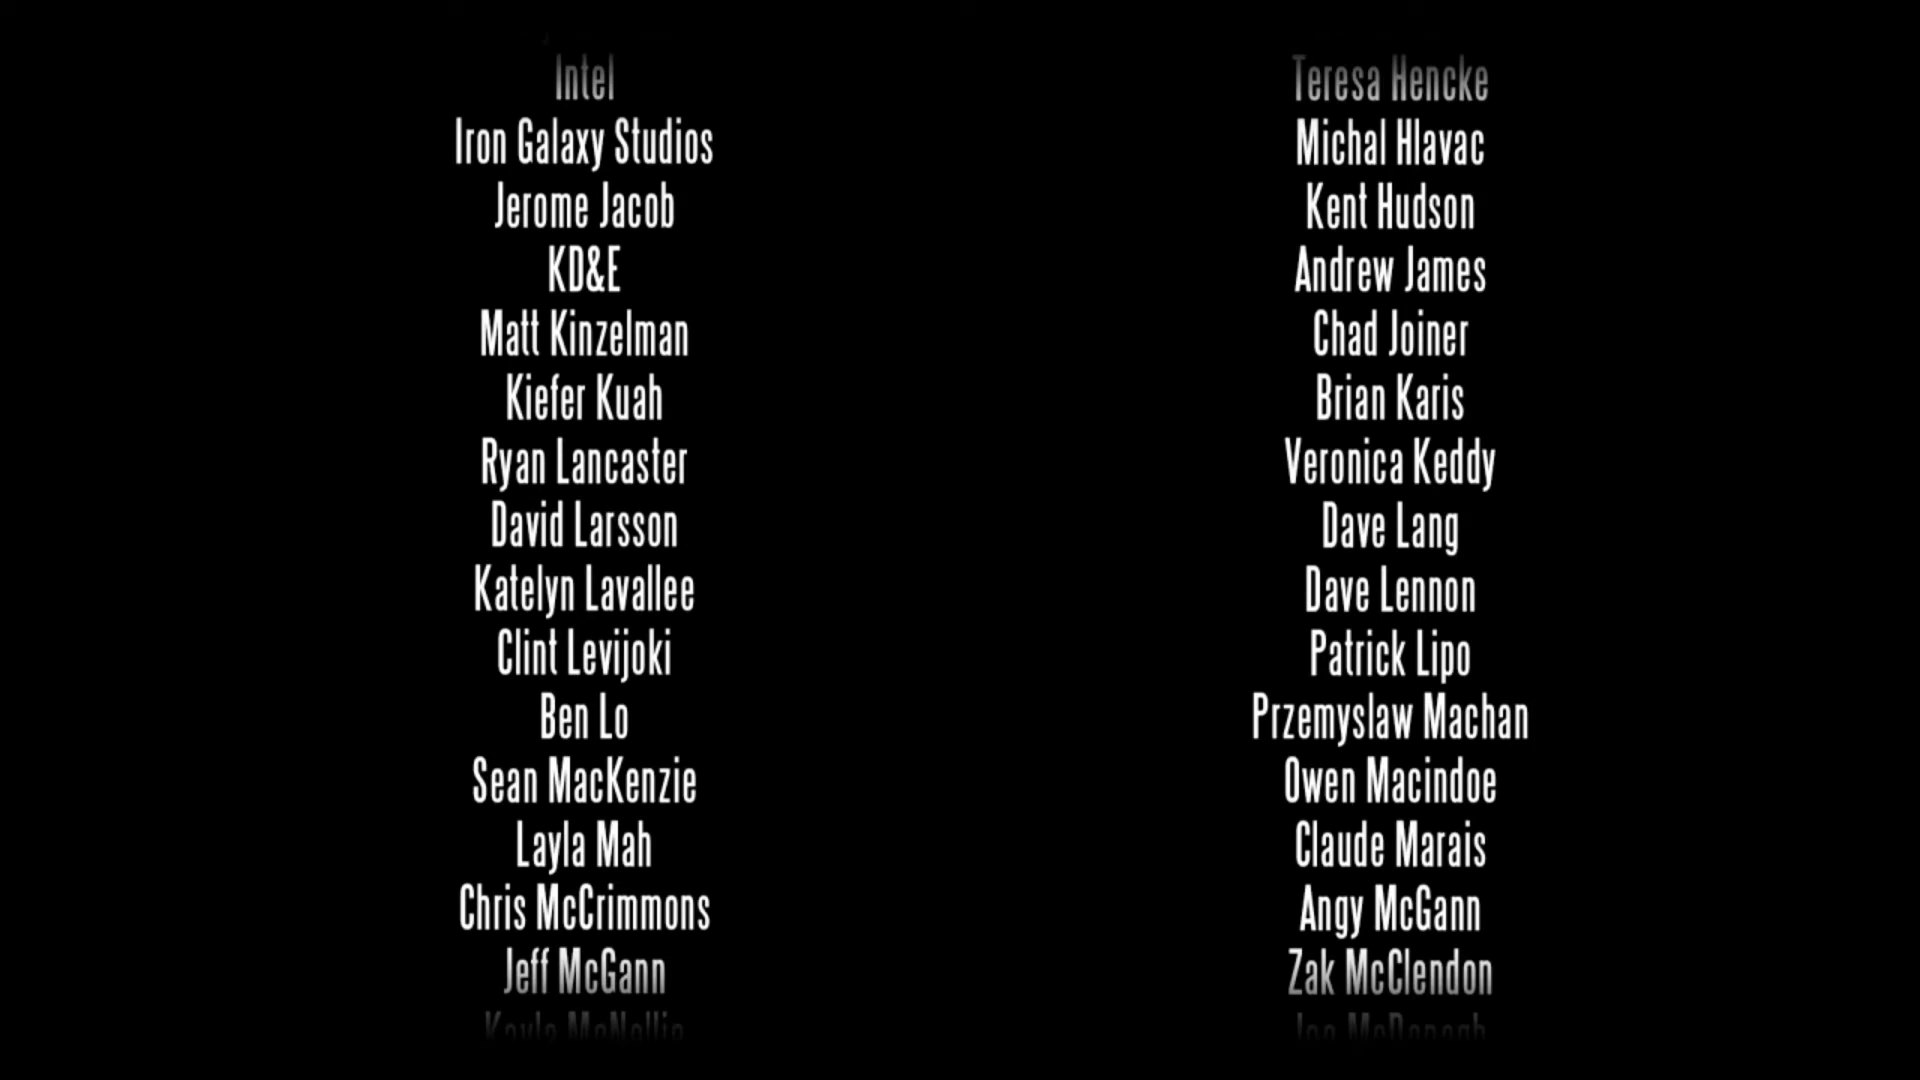 Intel
Iron Galaxy Studios
Jerome Jacob
KD&E
Matt Kinzelman
Kiefer Kuah
Ryan Lancaster
David Larsson
Katelyn Lavallee
Clint Levijoki
Ben Lo
Sean MacKenzie
Layla Mah
Chris McCrimmons
Jeff McGann
Teresa Hencke
Michal Hlavac
Kent Hudson
Andrew James
Chad Joiner
Brian Karis
Veronica Keddy
Dave Lang
Dave Lennon
Patrick Lipo
Przemyslaw Machan
Owen Macindoe
Claude Marais
Angy McGann
Zak McClendon